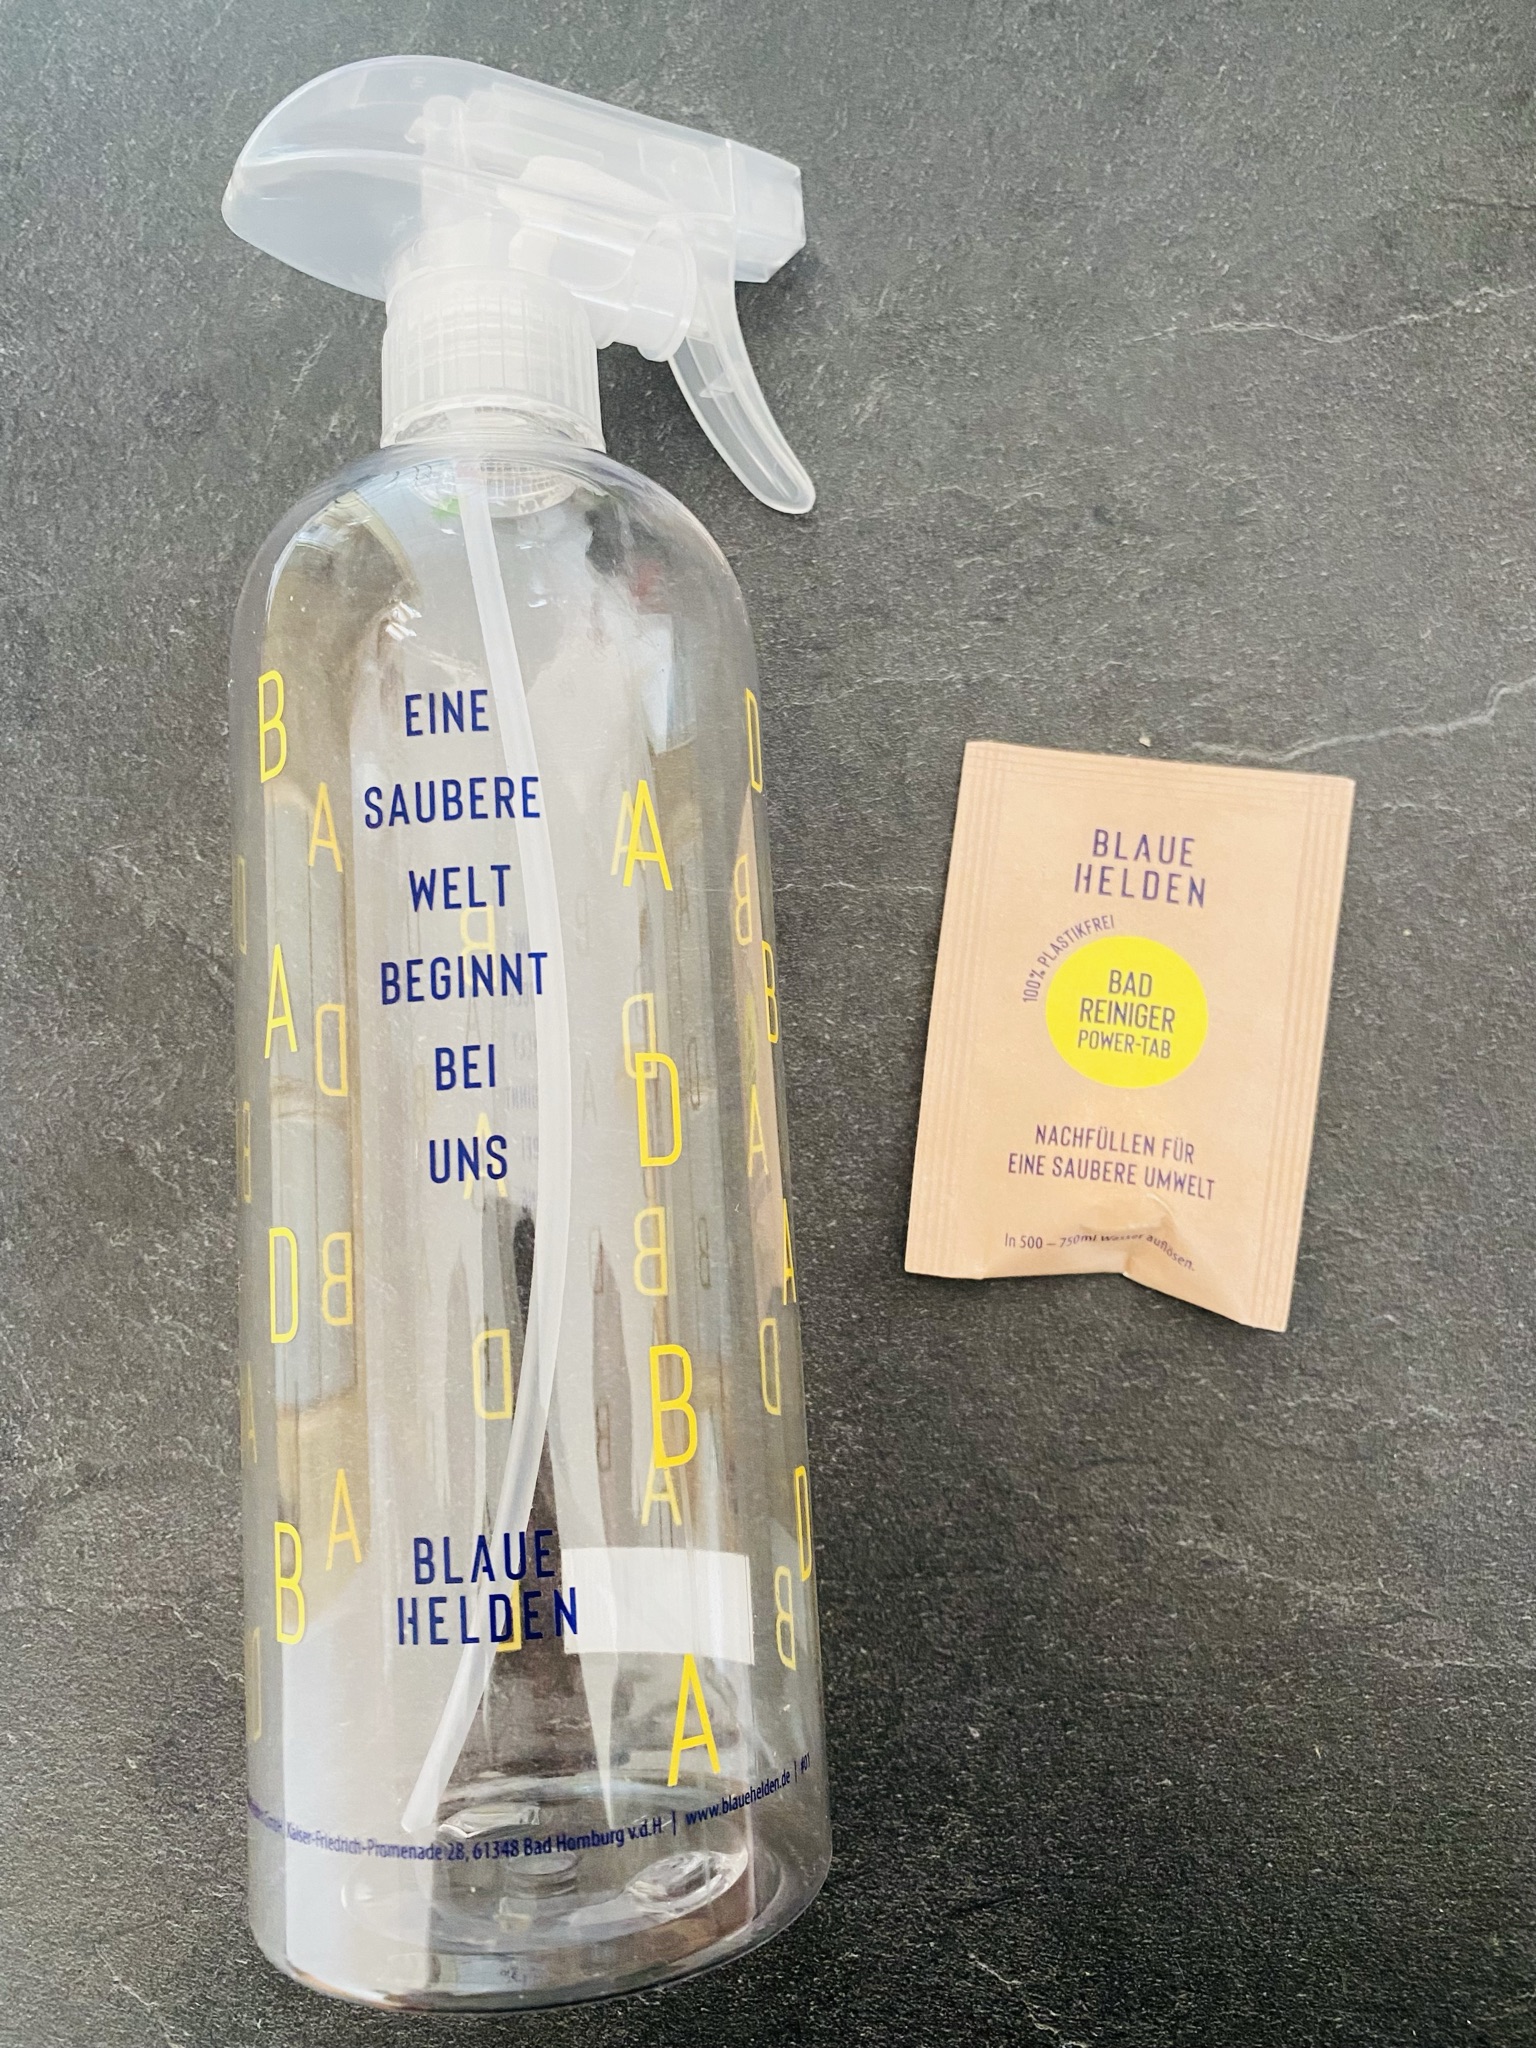 EINE
SAUBERE
WELT
BEGINNT
BEI
UNS
BLAUE
HELDEN
Kaiser-Friedrich-Promenade 28, 61348 Bad Homburg v.d.H | www.blauehelden.de | #01
B
A
D
B
A
D
B
A
D
B
A
A
D
BLAUE
HELDEN
100% PLASTIKFREI
BAD
REINIGER
POWER-TAB
NACHFÜLLEN FÜR
EINE SAUBERE UMWELT
In 500 – 750ml Wasser auflösen.